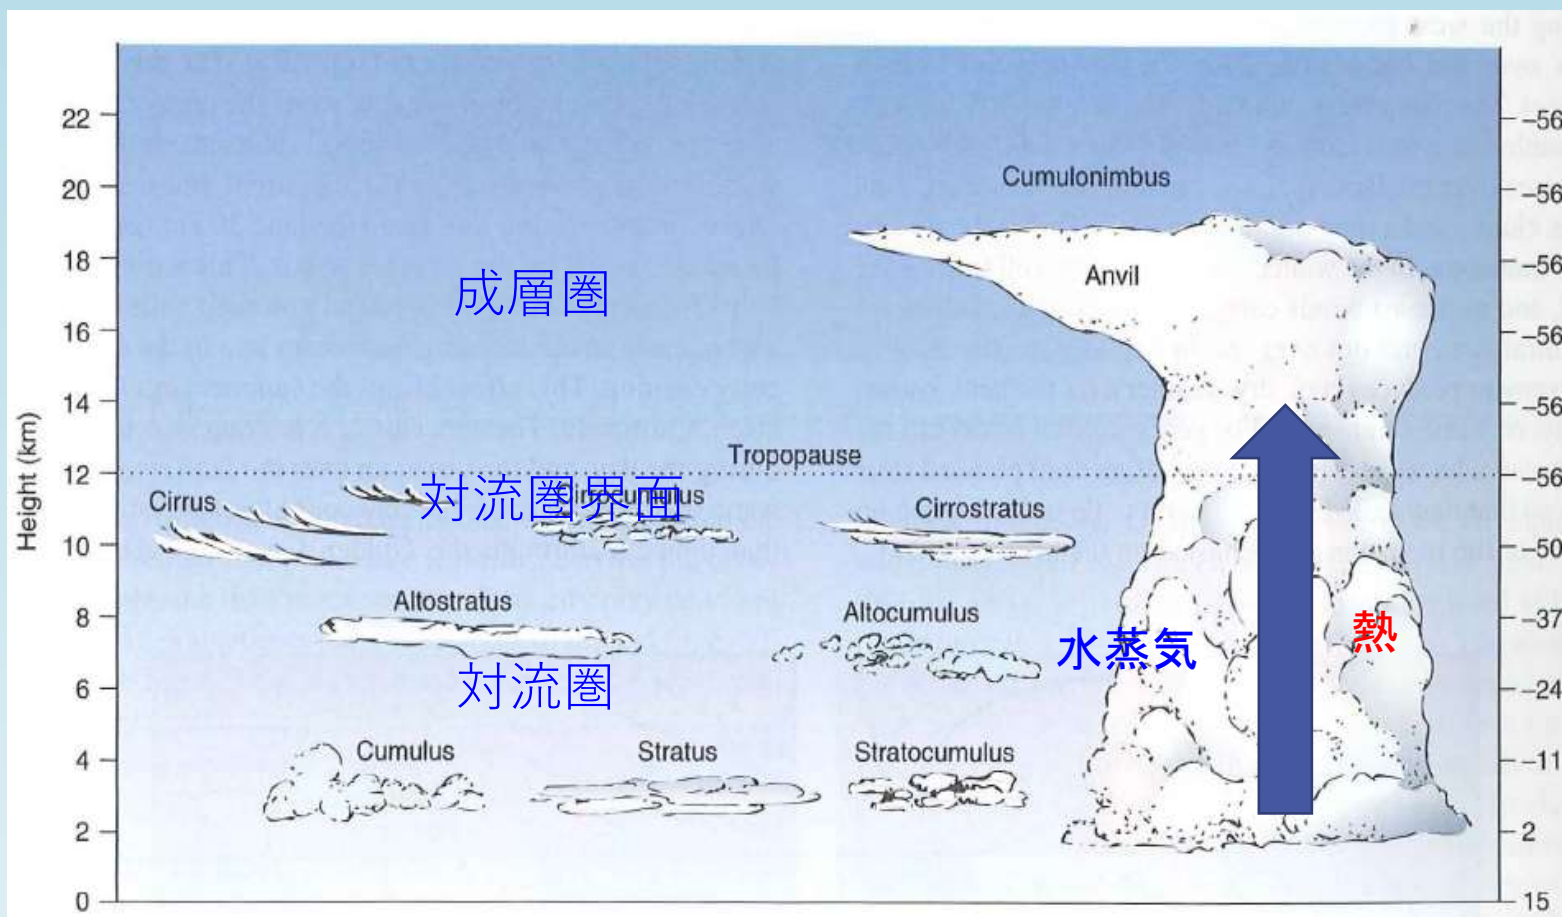 22
20
18
16
14
12
10
8
6
4
2
0
Height (km)
-56
-56
-56
-56
-56
-56
-50
-37
-24
-11
2
15
Cumulonimbus
Anvil
成層圏
Tropopause
対流圏界面
Cirrus
Cirrocumulus
Cirrostratus
Altostratus
Altocumulus
水蒸気
熱
対流圏
Cumulus
Stratus
Stratocumulus